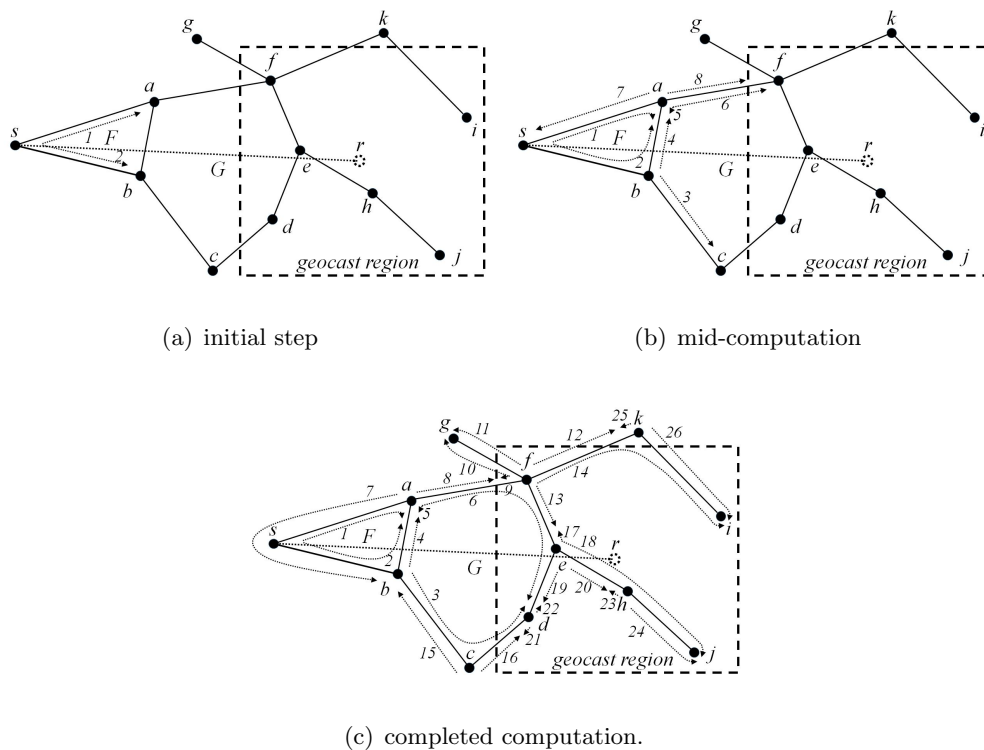 g
k
f
a
s
1
F
2
b
G
e
r
i
h
d
c
j
geocast region
(a) initial step
g
k
f
a
8
7
s
1
F
5
6
4
2
b
G
e
r
i
3
h
d
c
j
geocast region
(b) mid-computation
g
11
25
k
12
26
f
10
14
7
a
8
9
6
13
s
1
F
5
17
18
r
i
4
2
G
e
b
19
20
3
22
23
h
d
24
21
15
c
16
j
geocast region
(c) completed computation.